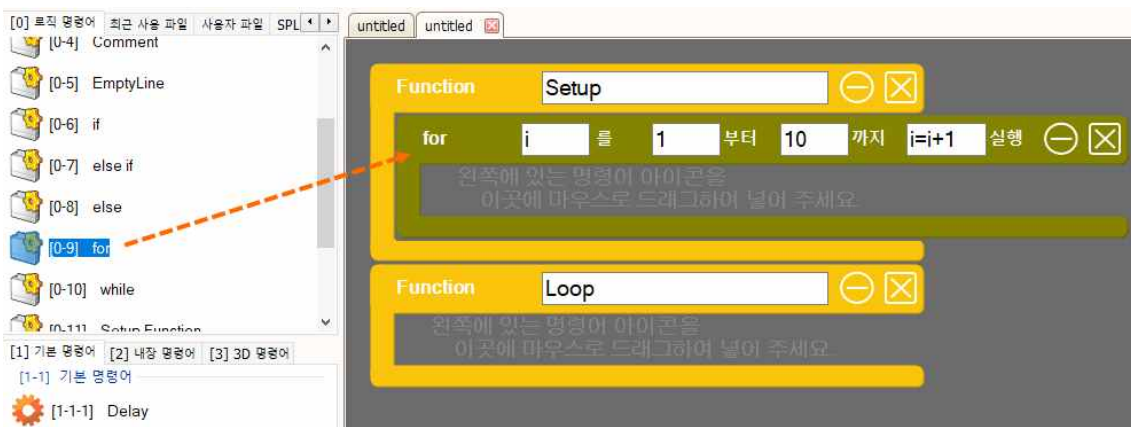 [0] 로직 명령어 최근 사용 파일 사용자 파일 SPL
[0-4] Comment
[0-5] EmptyLine
[0-6] if
[0-7] else if
[0-8] else
[0-9] for
[0-10] while
[0-11] Setup Function
[1] 기본 명령어 [2] 내장 명령어 [3] 3D 명령어
[1-1] 기본 명령어
[1-1-1] Delay
untitled untitled
Function Setup
for i 를 1 부터 10 까지 i=i+1 실행
왼쪽에 있는 명령어 아이콘을
이곳에 마우스로 드래그하여 넣어 주세요.
Function Loop
왼쪽에 있는 명령어 아이콘을
이곳에 마우스로 드래그하여 넣어 주세요.